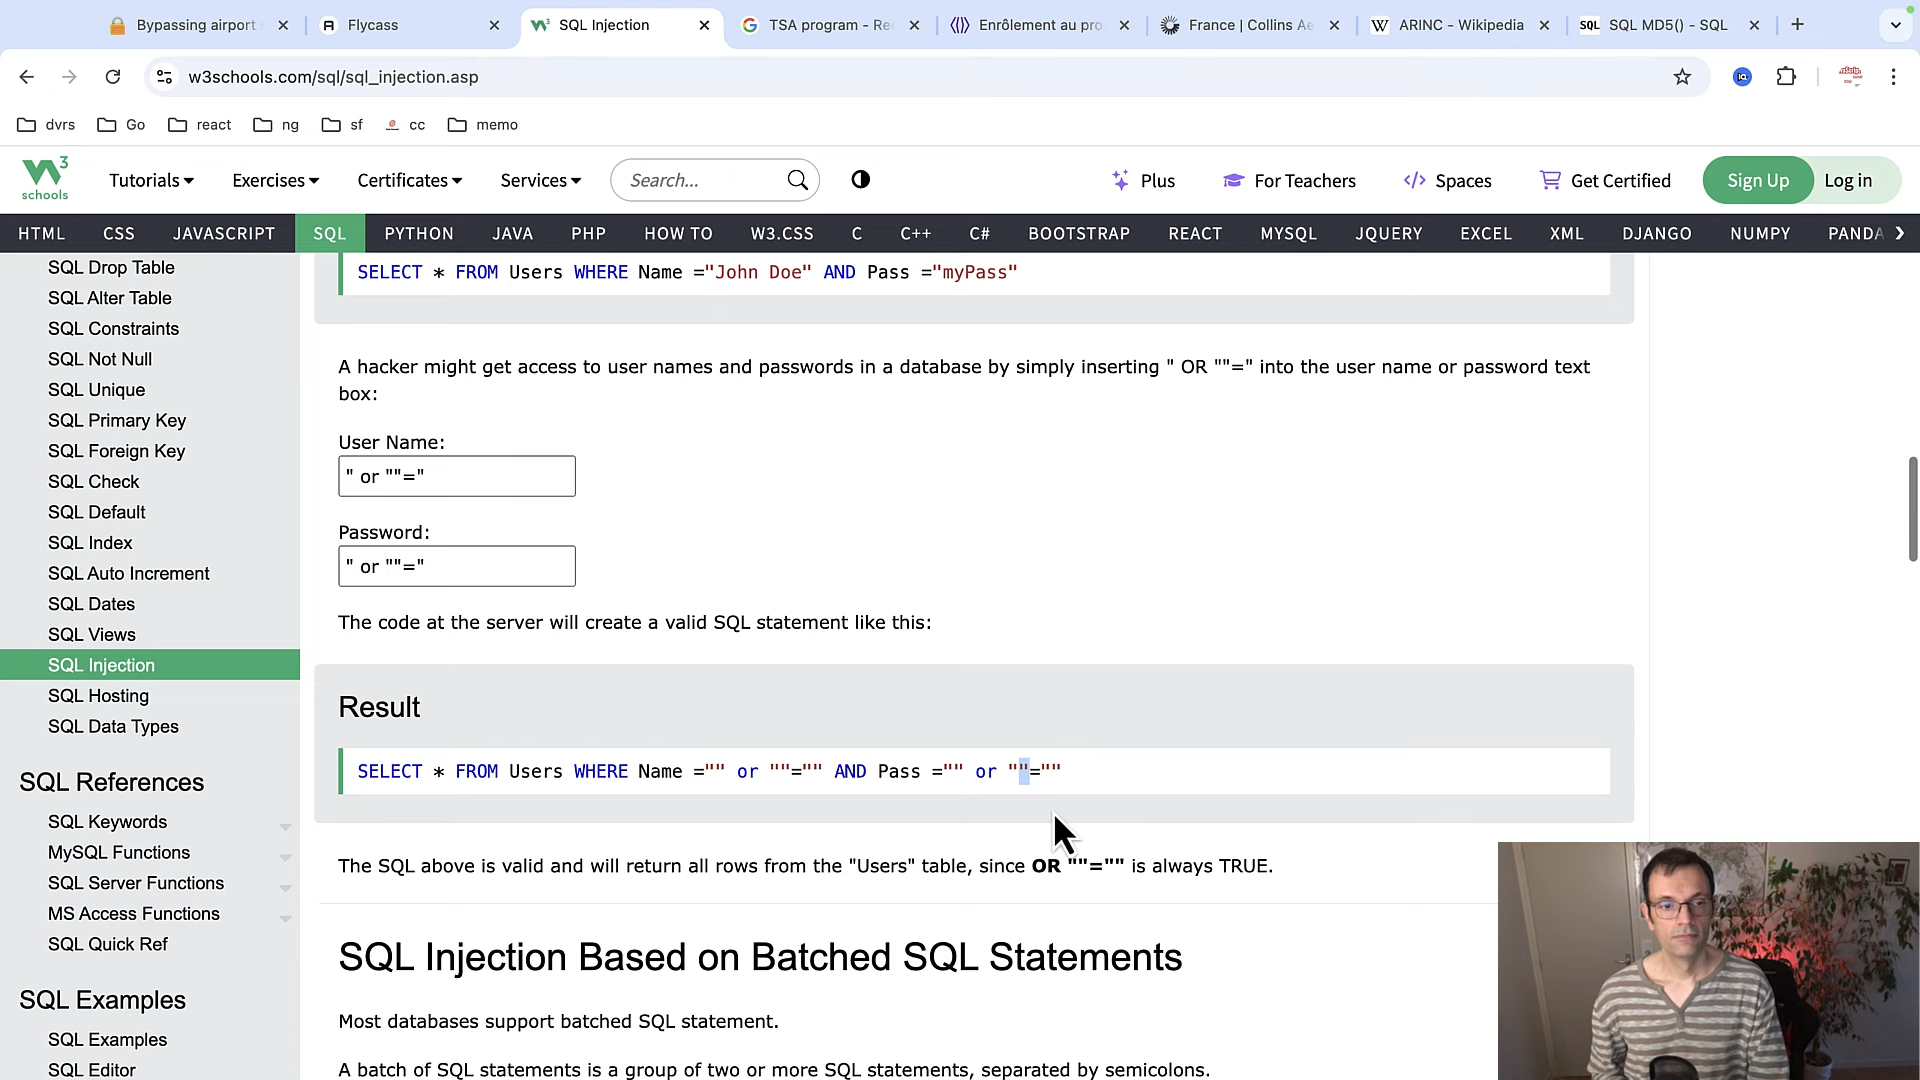 Bypassing airport
Flycass
SQL Injection
TSA program - Re
Enrôlement au pro
France | Collins Ae
ARINC - Wikipedia
SQL
SQL MD5() - SQL
w3schools.com/sql/sql_injection.asp
dvrs
Go
react
ng
sf
cc
memo
3
schools
Tutorials
Exercises
Certificates
Services
Search...
Plus
For Teachers
Spaces
Get Certified
Sign Up
Log in
HTML CSS JAVASCRIPT SQL PYTHON JAVA PHP HOW TO W3.CSS C C++ C# BOOTSTRAP REACT MYSQL JQUERY EXCEL XML DJANGO NUMPY PANDA
SQL Drop Table
SQL Alter Table
SQL Constraints
SQL Not Null
SQL Unique
SQL Primary Key
SQL Foreign Key
SQL Check
SQL Default
SQL Index
SQL Auto Increment
SQL Dates
SQL Views
SQL Injection
SQL Hosting
SQL Data Types
SQL References
SQL Keywords
MySQL Functions
SQL Server Functions
MS Access Functions
SQL Quick Ref
SQL Examples
SQL Examples
SQL Editor
SELECT * FROM Users WHERE Name ="John Doe" AND Pass ="myPass"
A hacker might get access to user names and passwords in a database by simply inserting " OR ""=" into the user name or password text
box:
User Name:
" or ""="
Password:
" or ""="
The code at the server will create a valid SQL statement like this:
Result
SELECT * FROM Users WHERE Name ="" or ""="" AND Pass ="" or ""=""
The SQL above is valid and will return all rows from the "Users" table, since OR ""="" is always TRUE.
SQL Injection Based on Batched SQL Statements
Most databases support batched SQL statement.
A batch of SQL statements is a group of two or more SQL statements, separated by semicolons.